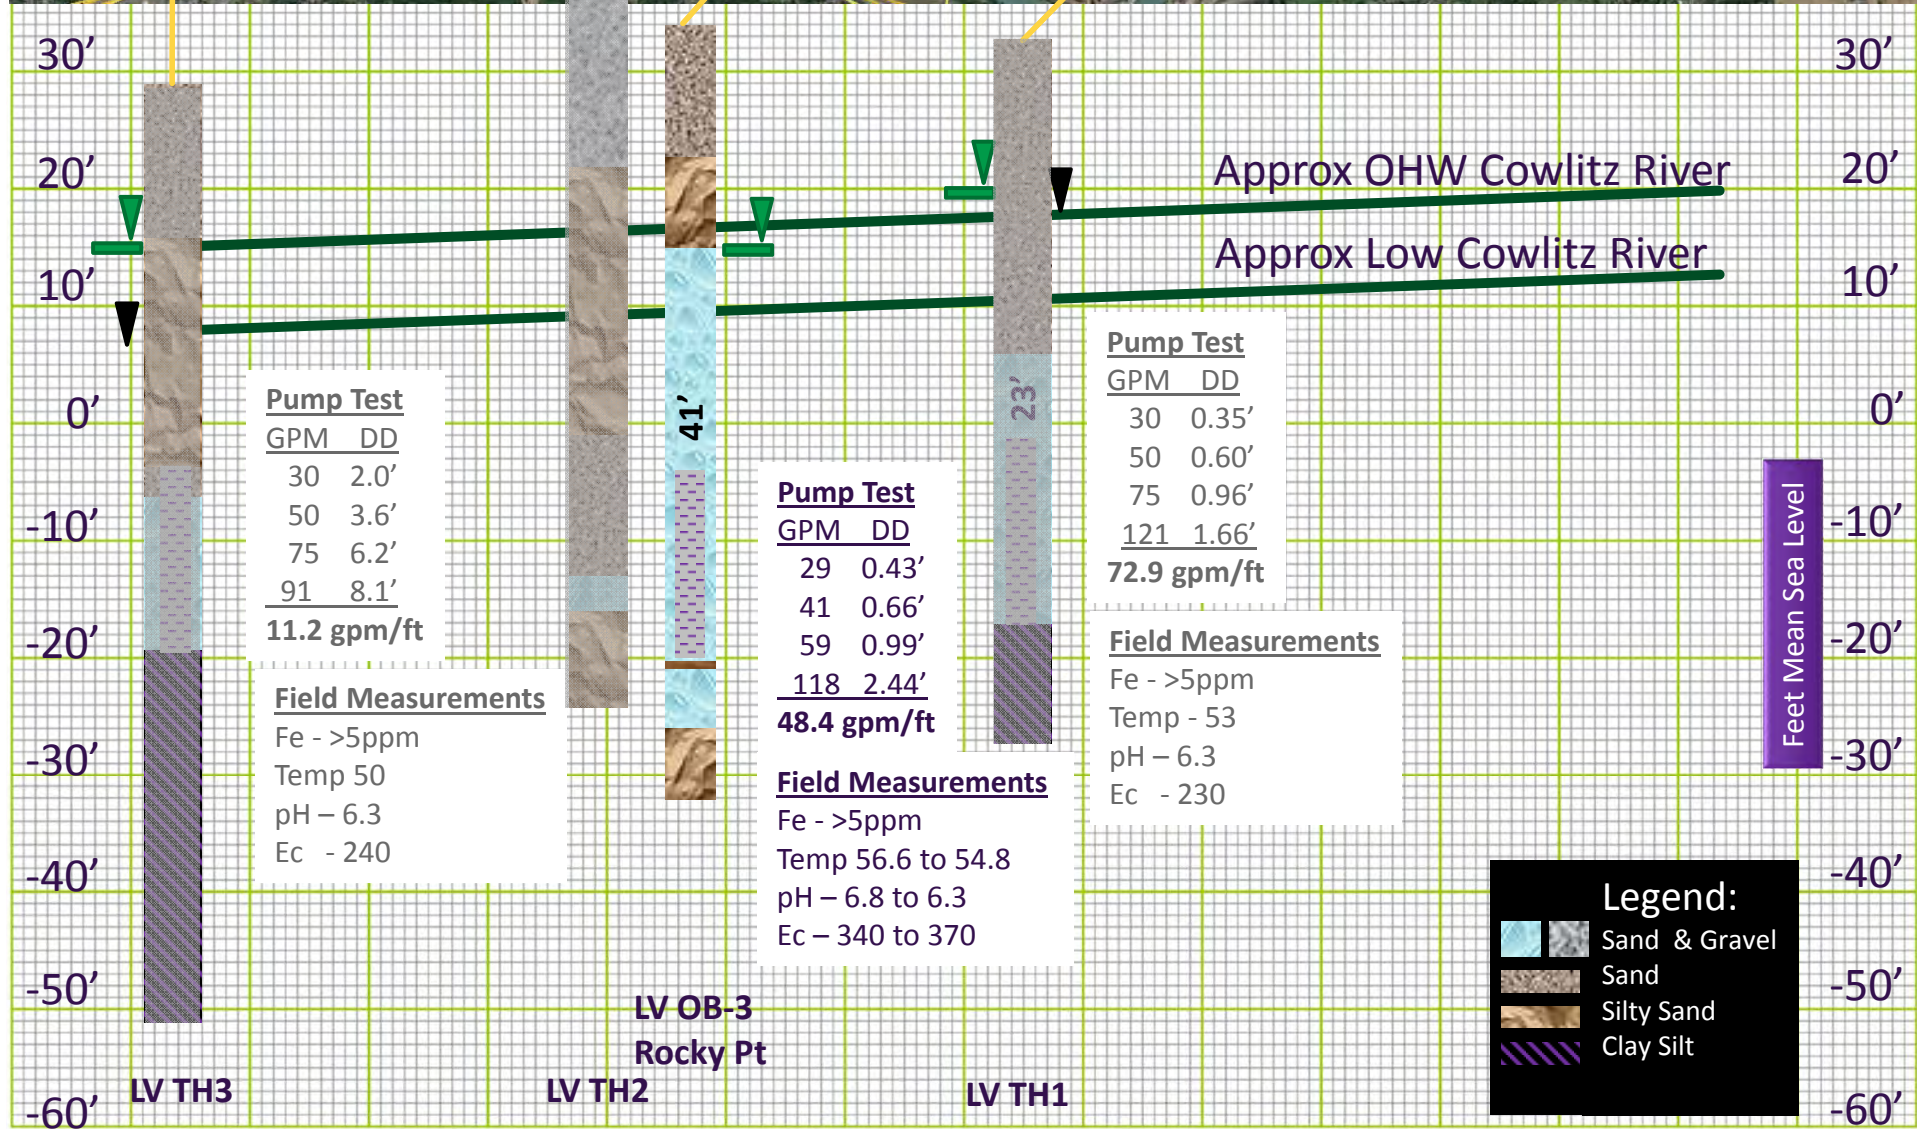 30’
20’
10’
0’
-10’
-20’
-30’
-40’
-50’
-60’
Approx OHW Cowlitz River
Approx Low Cowlitz River
Pump Test
GPM DD
30 2.0’
50 3.6’
75 6.2’
91 8.1’
11.2 gpm/ft
Field Measurements
Fe - >5ppm
Temp 50
pH – 6.3
Ec - 240
41’
Pump Test
GPM DD
29 0.43’
41 0.66’
59 0.99’
118 2.44’
48.4 gpm/ft
Field Measurements
Fe - >5ppm
Temp 56.6 to 54.8
pH – 6.8 to 6.3
Ec – 340 to 370
23’
Pump Test
GPM DD
30 0.35’
50 0.60’
75 0.96’
121 1.66’
72.9 gpm/ft
Field Measurements
Fe - >5ppm
Temp - 53
pH – 6.3
Ec - 230
LV TH3
LV TH2
LV OB-3
Rocky Pt
LV TH1
Feet Mean Sea Level
30’
20’
10’
0’
-10’
-20’
-30’
-40’
-50’
-60’
Legend:
Sand & Gravel
Sand
Silty Sand
Clay Silt